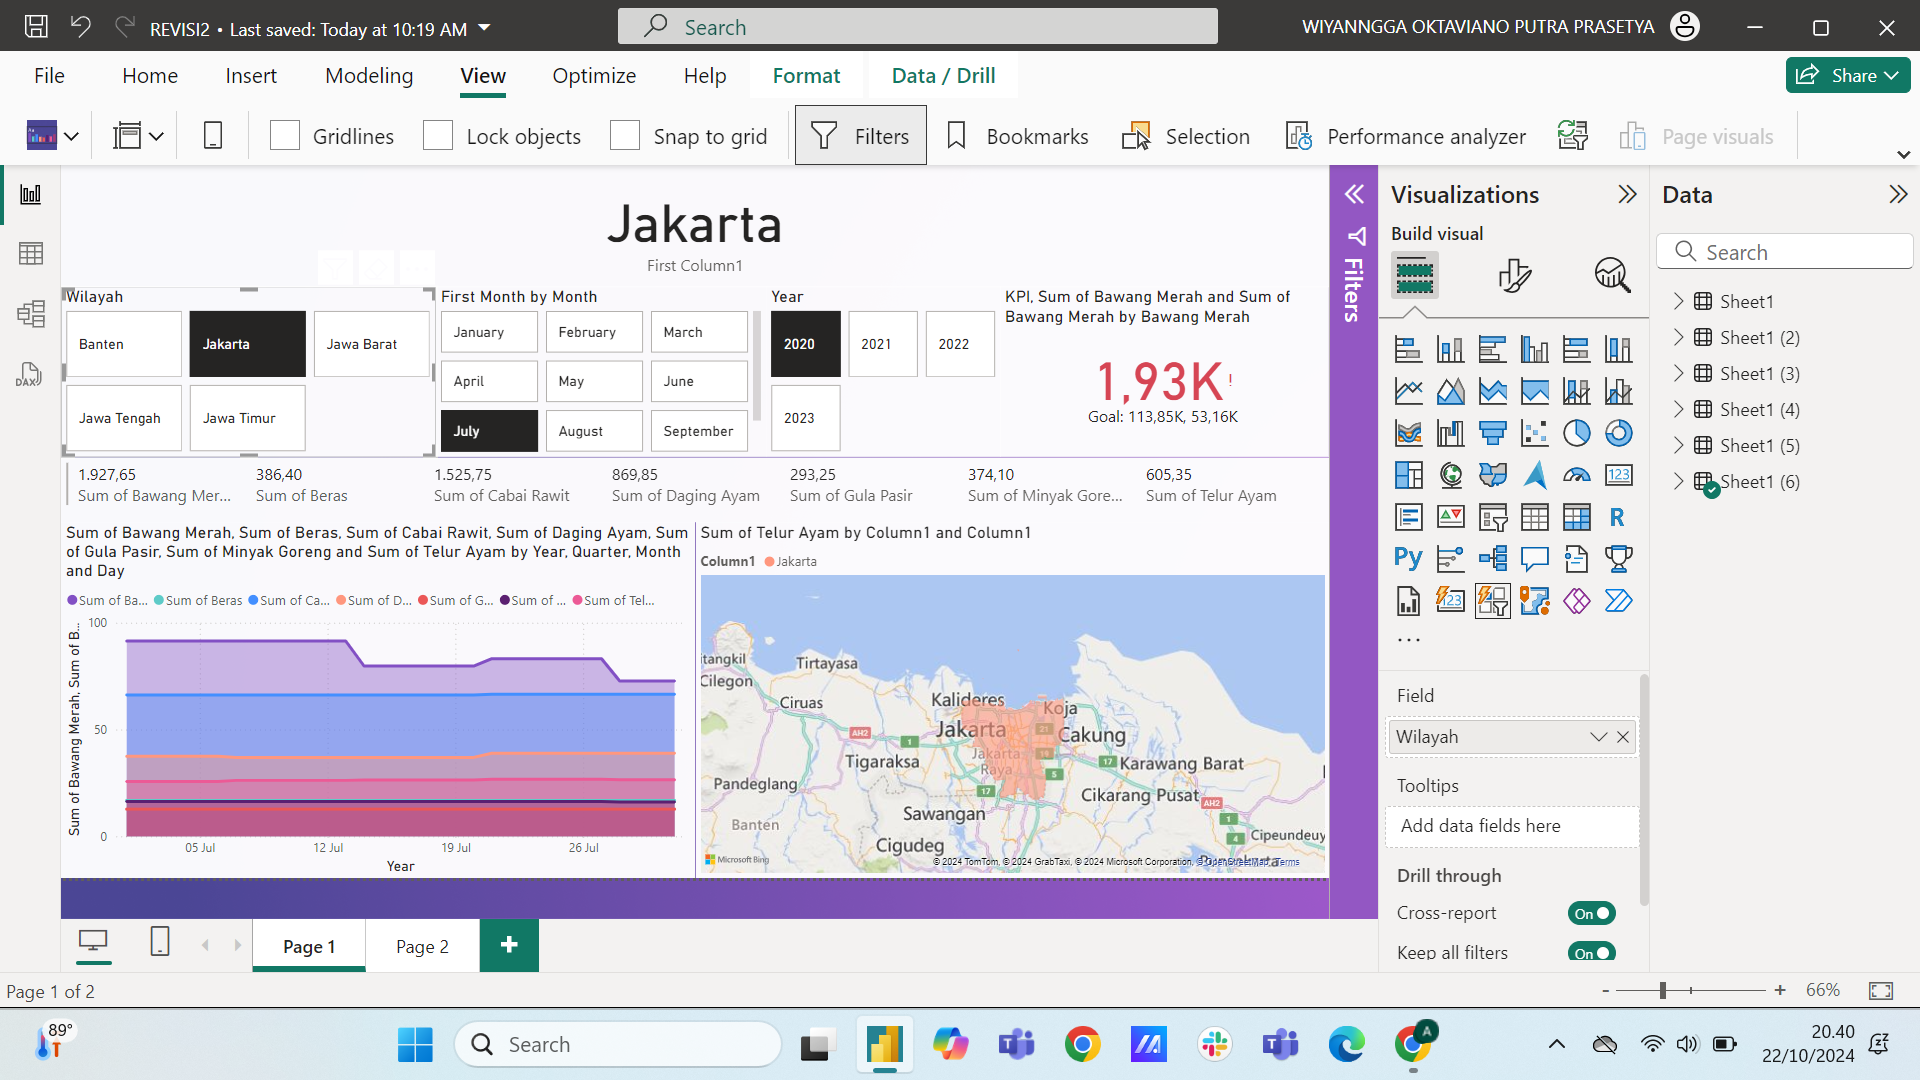 REVISI2 • Last saved: Today at 10:19 AM
Search
WIYANNGGA OKTAVIANO PUTRA PRASETYA
File
Home
Insert
Modeling
View
Optimize
Help
Format
Data / Drill
Share
Gridlines
Lock objects
Snap to grid
Filters
Bookmarks
Selection
Performance analyzer
Page visuals
Jakarta
First Column1
Wilayah
Banten
Jakarta
Jawa Barat
Jawa Tengah
Jawa Timur
First Month by Month
January
February
March
April
May
June
July
August
September
Year
2020
2021
2022
2023
KPI, Sum of Bawang Merah and Sum of
Bawang Merah by Bawang Merah
1,93K!
Goal: 113,85K, 53,16K
1.927,65
Sum of Bawang Mer...
386,40
Sum of Beras
1.525,75
Sum of Cabai Rawit
869,85
Sum of Daging Ayam
293,25
Sum of Gula Pasir
374,10
Sum of Minyak Gore...
605,35
Sum of Telur Ayam
Sum of Bawang Merah, Sum of Beras, Sum of Cabai Rawit, Sum of Daging Ayam, Sum
of Gula Pasir, Sum of Minyak Goreng and Sum of Telur Ayam by Year, Quarter, Month
and Day
Sum of Ba...
Sum of Beras
Sum of Ca...
Sum of D...
Sum of G...
Sum of ...
Sum of Tel...
Sum of Bawang Merah, Sum of B...
100
50
0
05 Jul
12 Jul
19 Jul
26 Jul
Year
Sum of Telur Ayam by Column1 and Column1
Column1
Jakarta
itangkil
Cilegon
Tirtayasa
Ciruas
Kalideres
Koja
Jakarta
Cakung
AH2
1
21
Jakarta
Raya
19
Tigaraksa
17
Karawang Barat
5
Pandeglang
17
Cikarang Pusat
AH2
Sawangan
1
Banten
4
Cipeundeuy
Cigudeg
Microsoft Bing
© 2024 TomTom, © 2024 GrabTaxi, © 2024 Microsoft Corporation, © OpenStreetMap Terms
Filters
Visualizations
Build visual
123
R
Py
123
...
Field
Wilayah
Tooltips
Add data fields here
Drill through
Cross-report
On
Keep all filters
On
Data
Search
Sheet1
Sheet1 (2)
Sheet1 (3)
Sheet1 (4)
Sheet1 (5)
Sheet1 (6)
DAX
Page 1
Page 2
+
Page 1 of 2
-
+
66%
89°
Search
A
20.40
22/10/2024